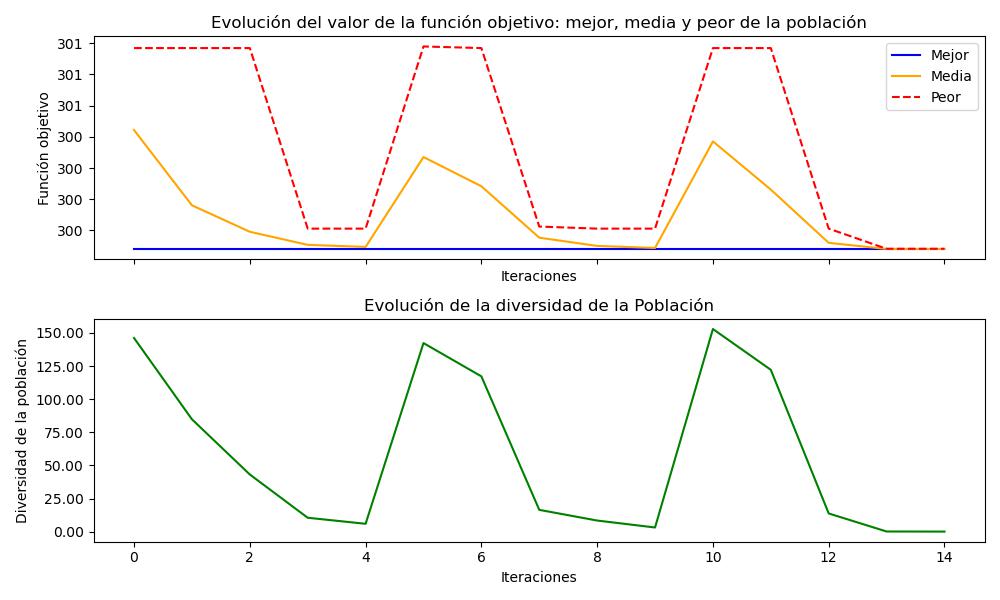 Evolución del valor de la función objetivo: mejor, media y peor de la población
301
301
301
300
300
300
300
Función objetivo
Mejor
Media
Peor
Iteraciones
Evolución de la diversidad de la Población
150.00
125.00
100.00
75.00
50.00
25.00
0.00
Diversidad de la población
0 2 4 6 8 10 12 14
Iteraciones